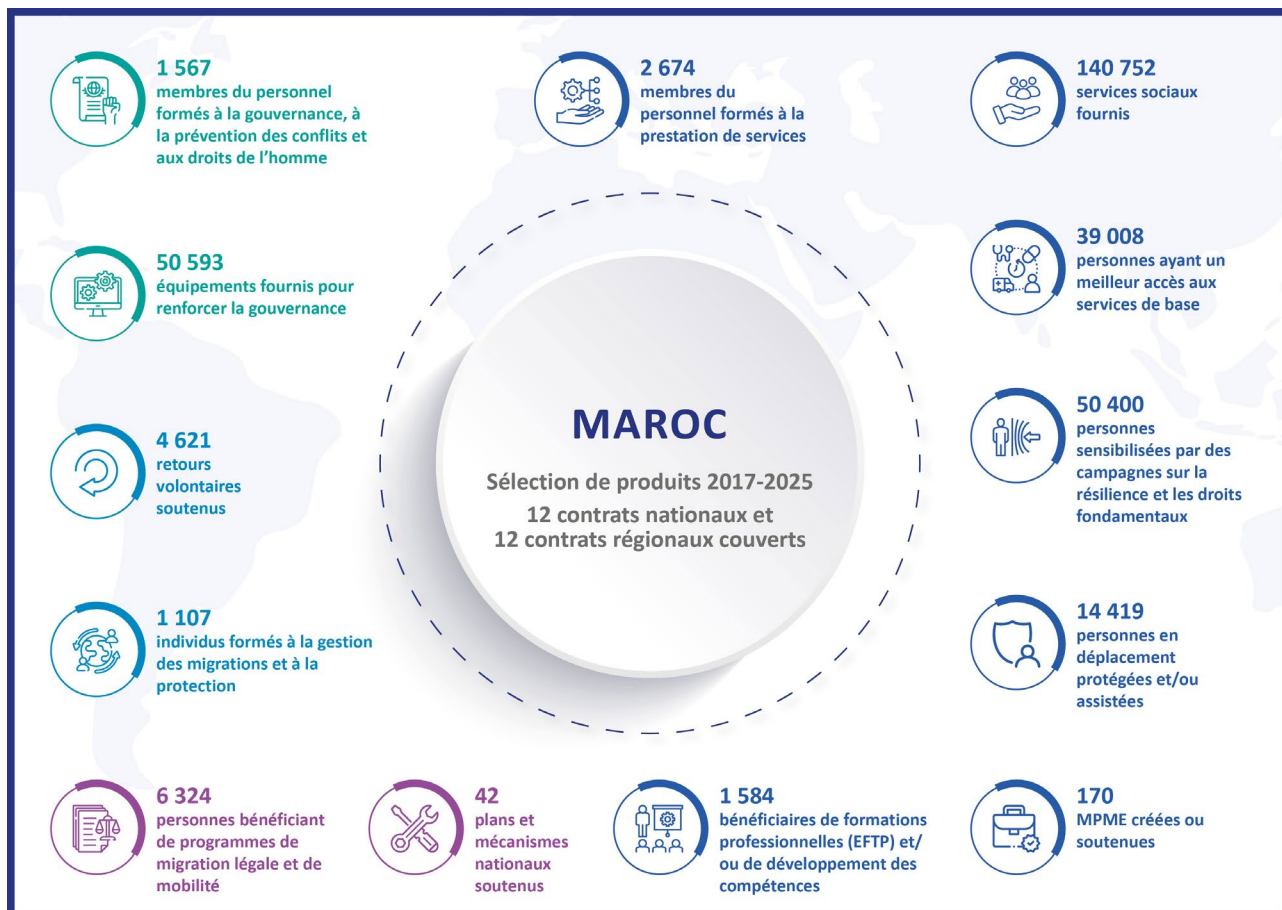 1 567
membres du personnel
formés à la gouvernance, à
la prévention des conflits et
aux droits de l’homme
2 674
membres du
personnel formés à la
prestation de services
140 752
services sociaux
fournis
50 593
équipements fournis pour
renforcer la gouvernance
39 008
personnes ayant un
meilleur accès aux
services de base
MAROC
Sélection de produits 2017-2025
12 contrats nationaux et
12 contrats régionaux couverts
4 621
retours
volontaires
soutenus
50 400
personnes
sensibilisées par des
campagnes sur la
résilience et les droits
fondamentaux
1 107
individus formés à la gestion
des migrations et à la
protection
14 419
personnes en
déplacement
protégées et/ou
assistées
6 324
personnes bénéficiant
de programmes de
migration légale et de
mobilité
42
plans et
mécanismes
nationaux
soutenus
1 584
bénéficiaires de formations
professionnelles (EFTP) et/
ou de développement des
compétences
170
MPME créées ou
soutenues